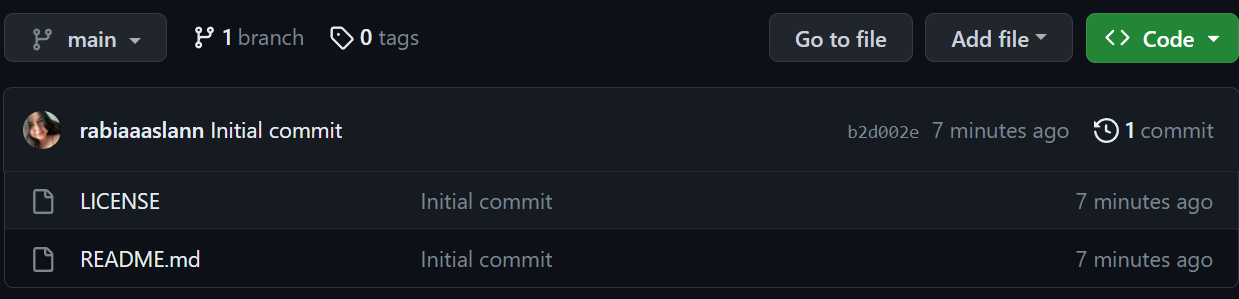 main 1 branch 0 tags Go to file Add file <> Code
rabiaaaslann Initial commit b2d002e 7 minutes ago 1 commit
LICENSE Initial commit 7 minutes ago
README.md Initial commit 7 minutes ago